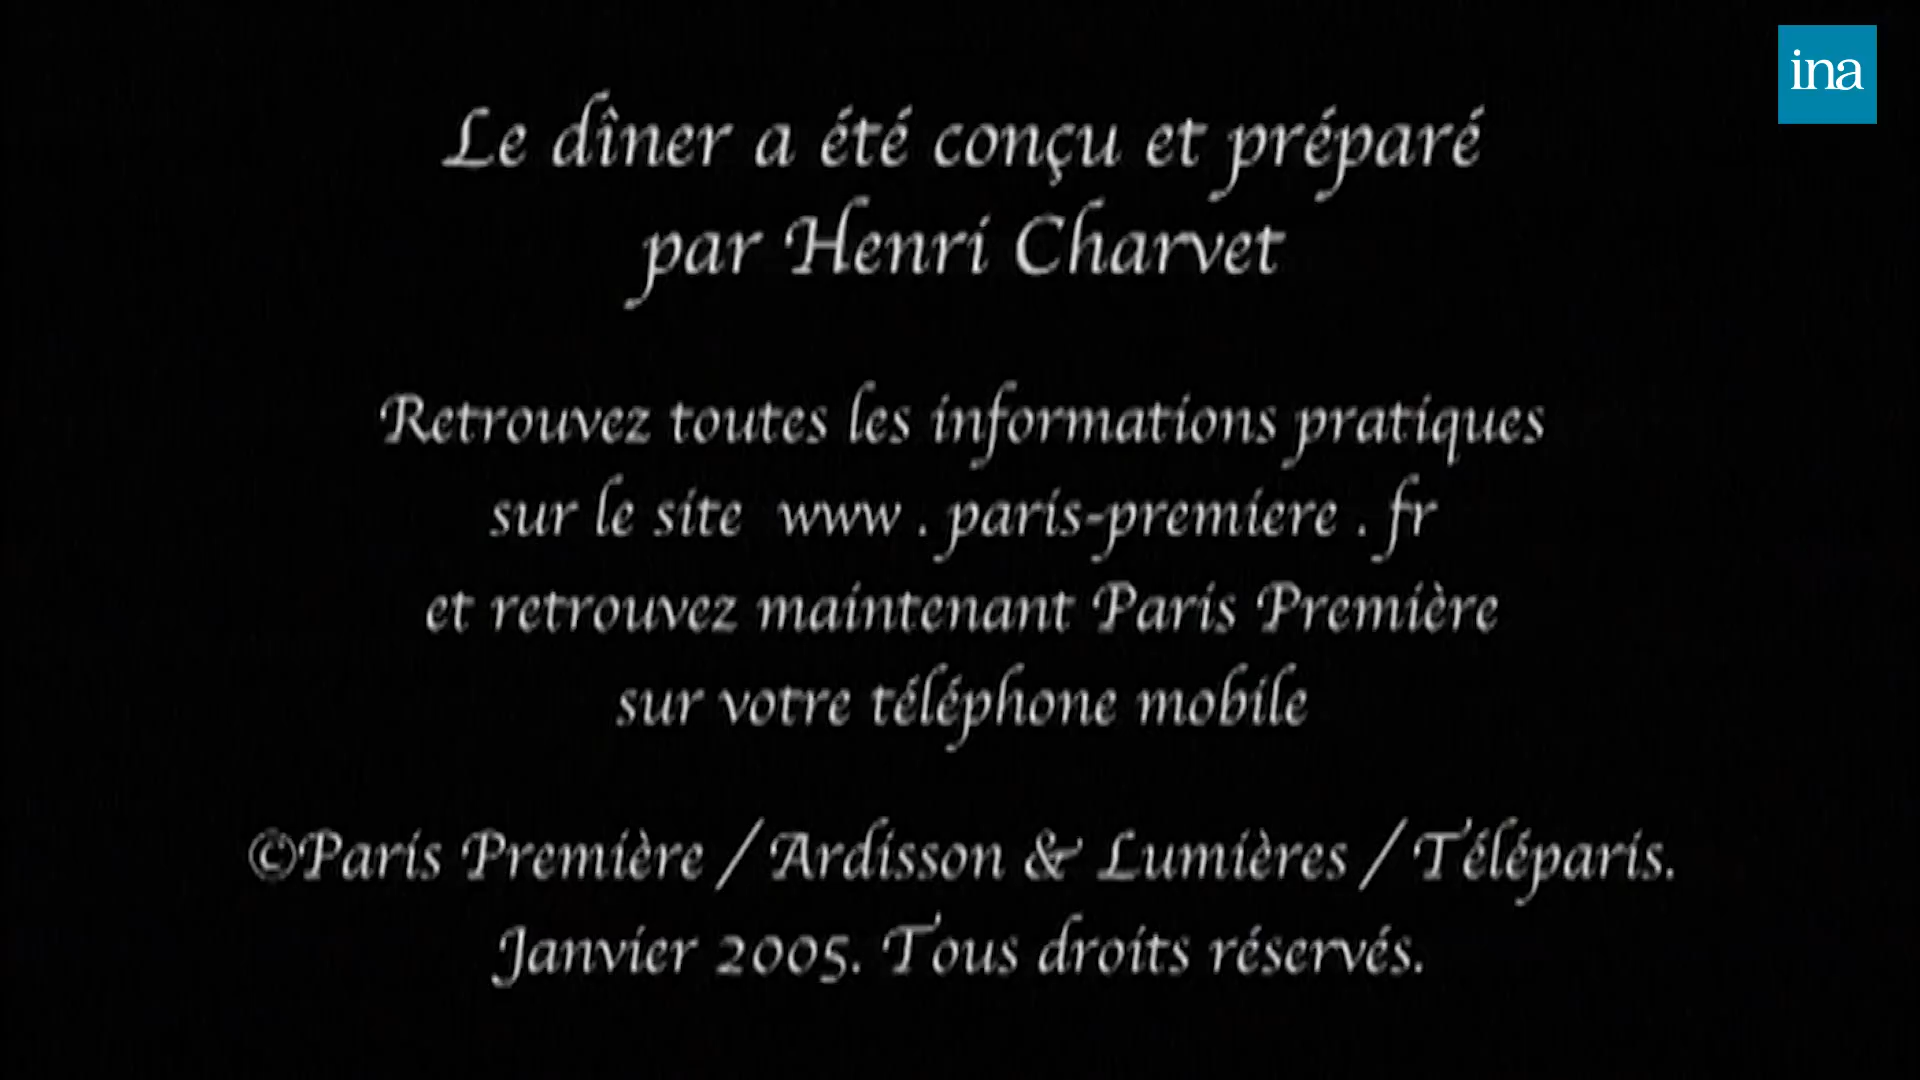 ina
Le dîner a été conçu et préparé
par Henri Charvet
Retrouvez toutes les informations pratiques
sur le site www . paris-premiere . fr
et retrouvez maintenant Paris Première
sur votre téléphone mobile
©Paris Première / Ardisson & Lumières / Téléparis.
Janvier 2005. Tous droits réservés.